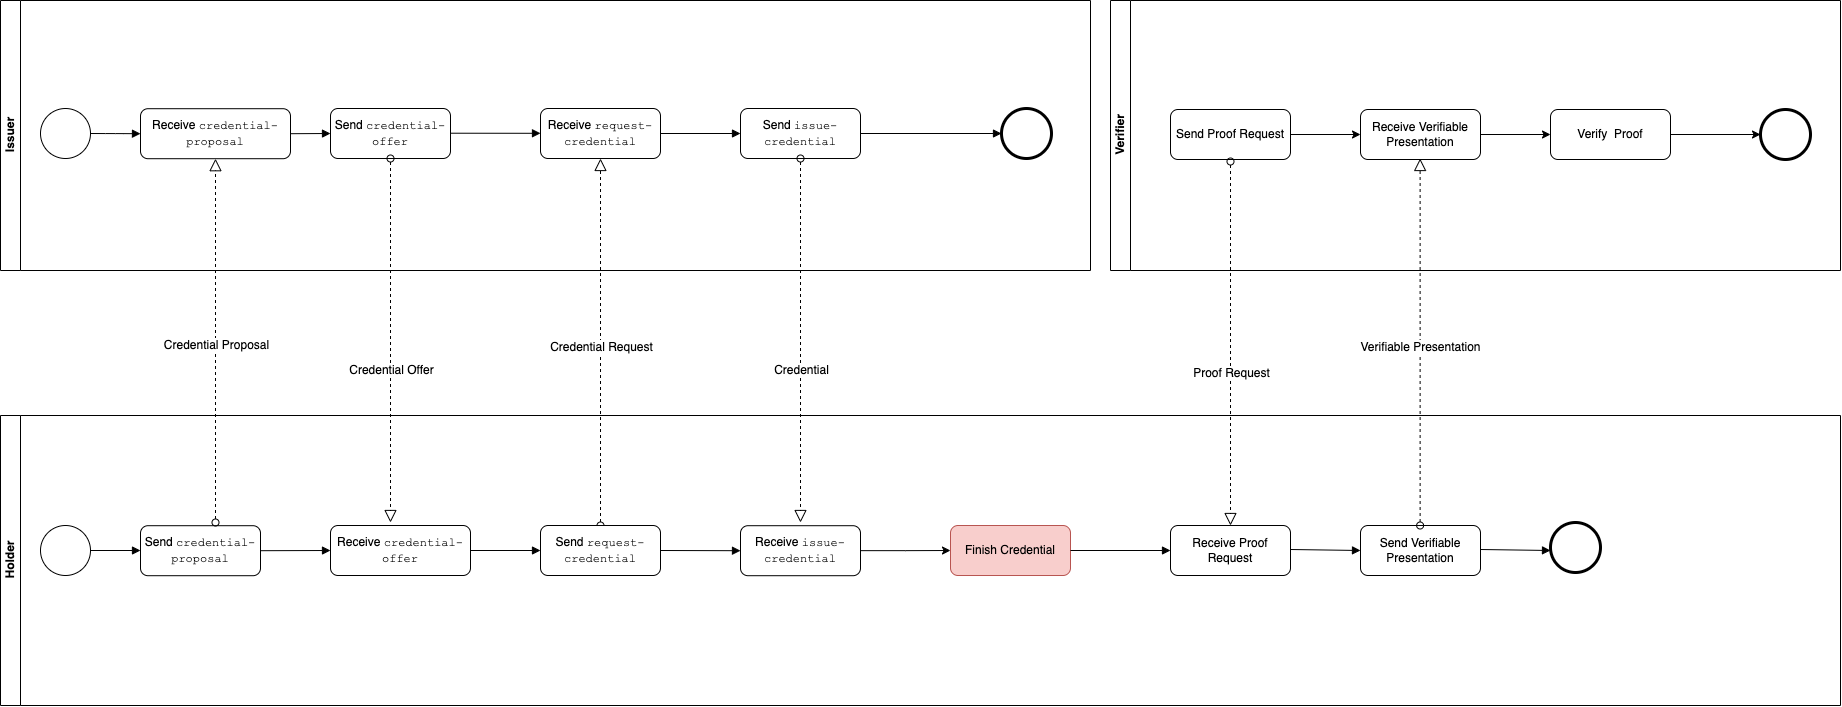 Issuer
Receive credential-
proposal
Send credential-
offer
Receive request-
credential
Send issue-
credential
Verifier
Send Proof Request
Receive Verifiable
Presentation
Verify  Proof
Credential Proposal
Credential Offer
Credential Request
Credential
Proof Request
Verifiable Presentation
Holder
Send credential-
proposal
Receive credential-
offer
Send request-
credential
Receive issue-
credential
Finish Credential
Receive Proof
Request
Send Verifiable
Presentation